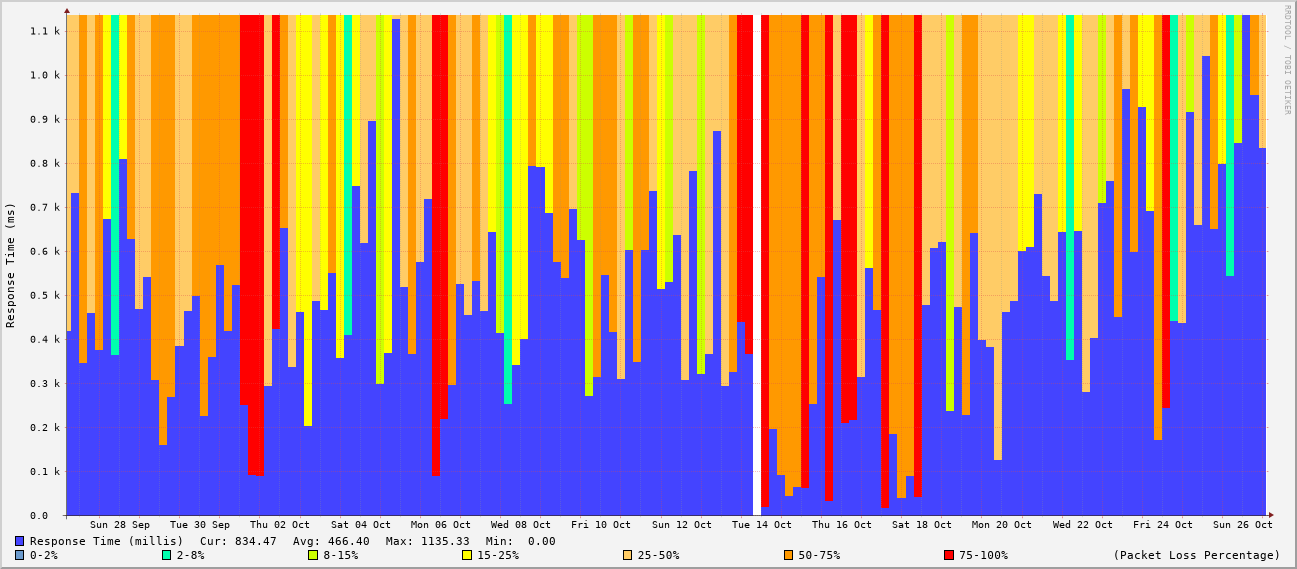 RRDTOOL / TOBI OETIKER
Response Time (ms)
1.1 k
1.0 k
0.9 k
0.8 k
0.7 k
0.6 k
0.5 k
0.4 k
0.3 k
0.2 k
0.1 k
0.0
Sun 28 Sep Tue 30 Sep Thu 02 Oct Sat 04 Oct Mon 06 Oct Wed 08 Oct Fri 10 Oct Sun 12 Oct Tue 14 Oct Thu 16 Oct Sat 18 Oct Mon 20 Oct Wed 22 Oct Fri 24 Oct Sun 26 Oct
Response Time (millis) Cur: 834.47 Avg: 466.40 Max: 1135.33 Min: 0.00
0-2% 2-8% 8-15% 15-25% 25-50% 50-75% 75-100% (Packet Loss Percentage)